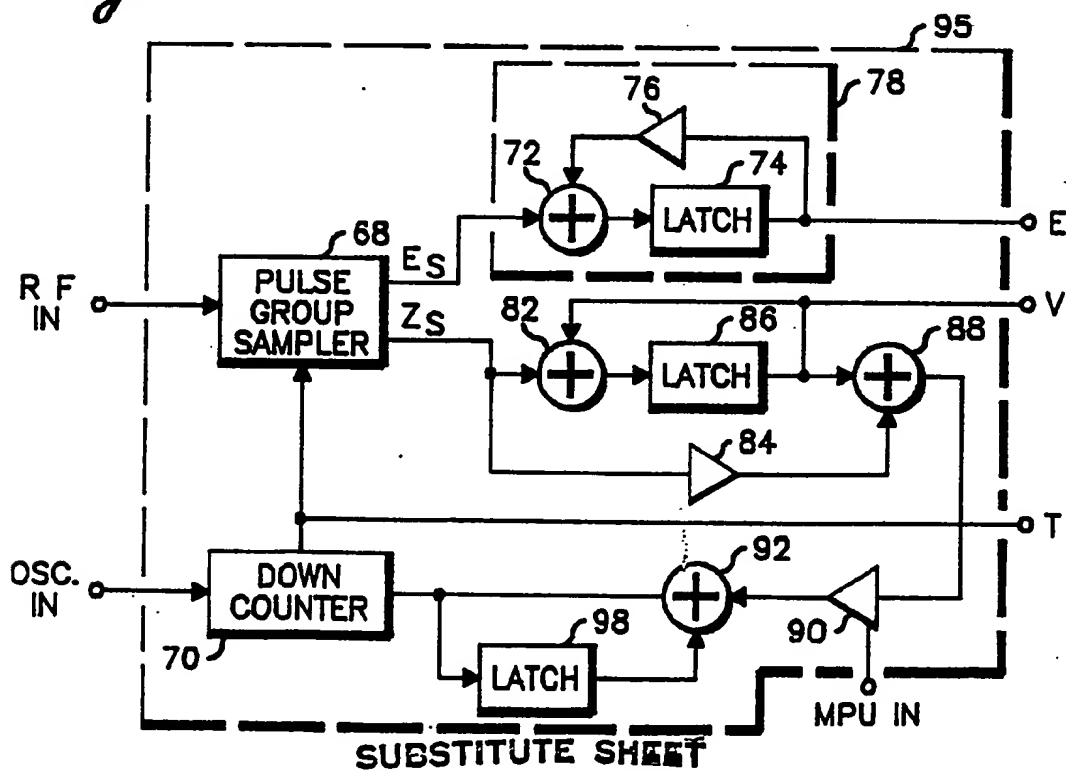 95
78
76
72
74
LATCH
E
68
ES
PULSE
GROUP
SAMPLER
R F
IN
ZS
V
82
86
88
LATCH
84
T
OSC.
IN
DOWN
COUNTER
92
70
98
LATCH
90
MPU IN
SUBSTITUTE SHEET